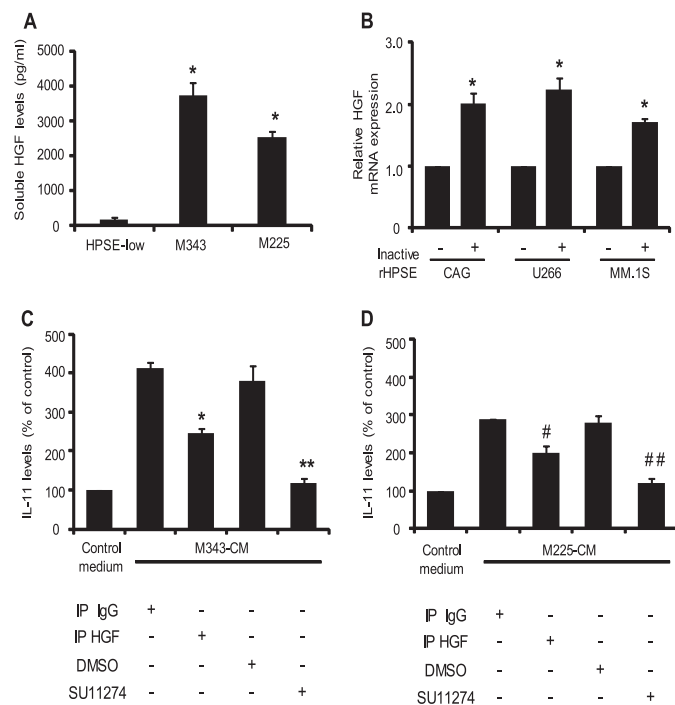 A
Soluble HGF levels (pg/ml)
5000
4000
3000
2000
1000
0
*
*
HPSE-low M343 M225
B
Relative HGF
mRNA expression
3.0
2.0
1.0
0
*
*
*
Inactive - + - + - +
rHPSE CAG U266 MM.1S
C
IL-11 levels (% of control)
500
400
300
200
100
0
*
**
Control
medium
M343-CM
IP IgG + - - -
IP HGF - + - -
DMSO - - + -
SU11274 - - - +
D
IL-11 levels (% of control)
500
400
300
200
100
0
#
##
Control
medium
M225-CM
IP IgG + - - -
IP HGF - + - -
DMSO - - + -
SU11274 - - - +